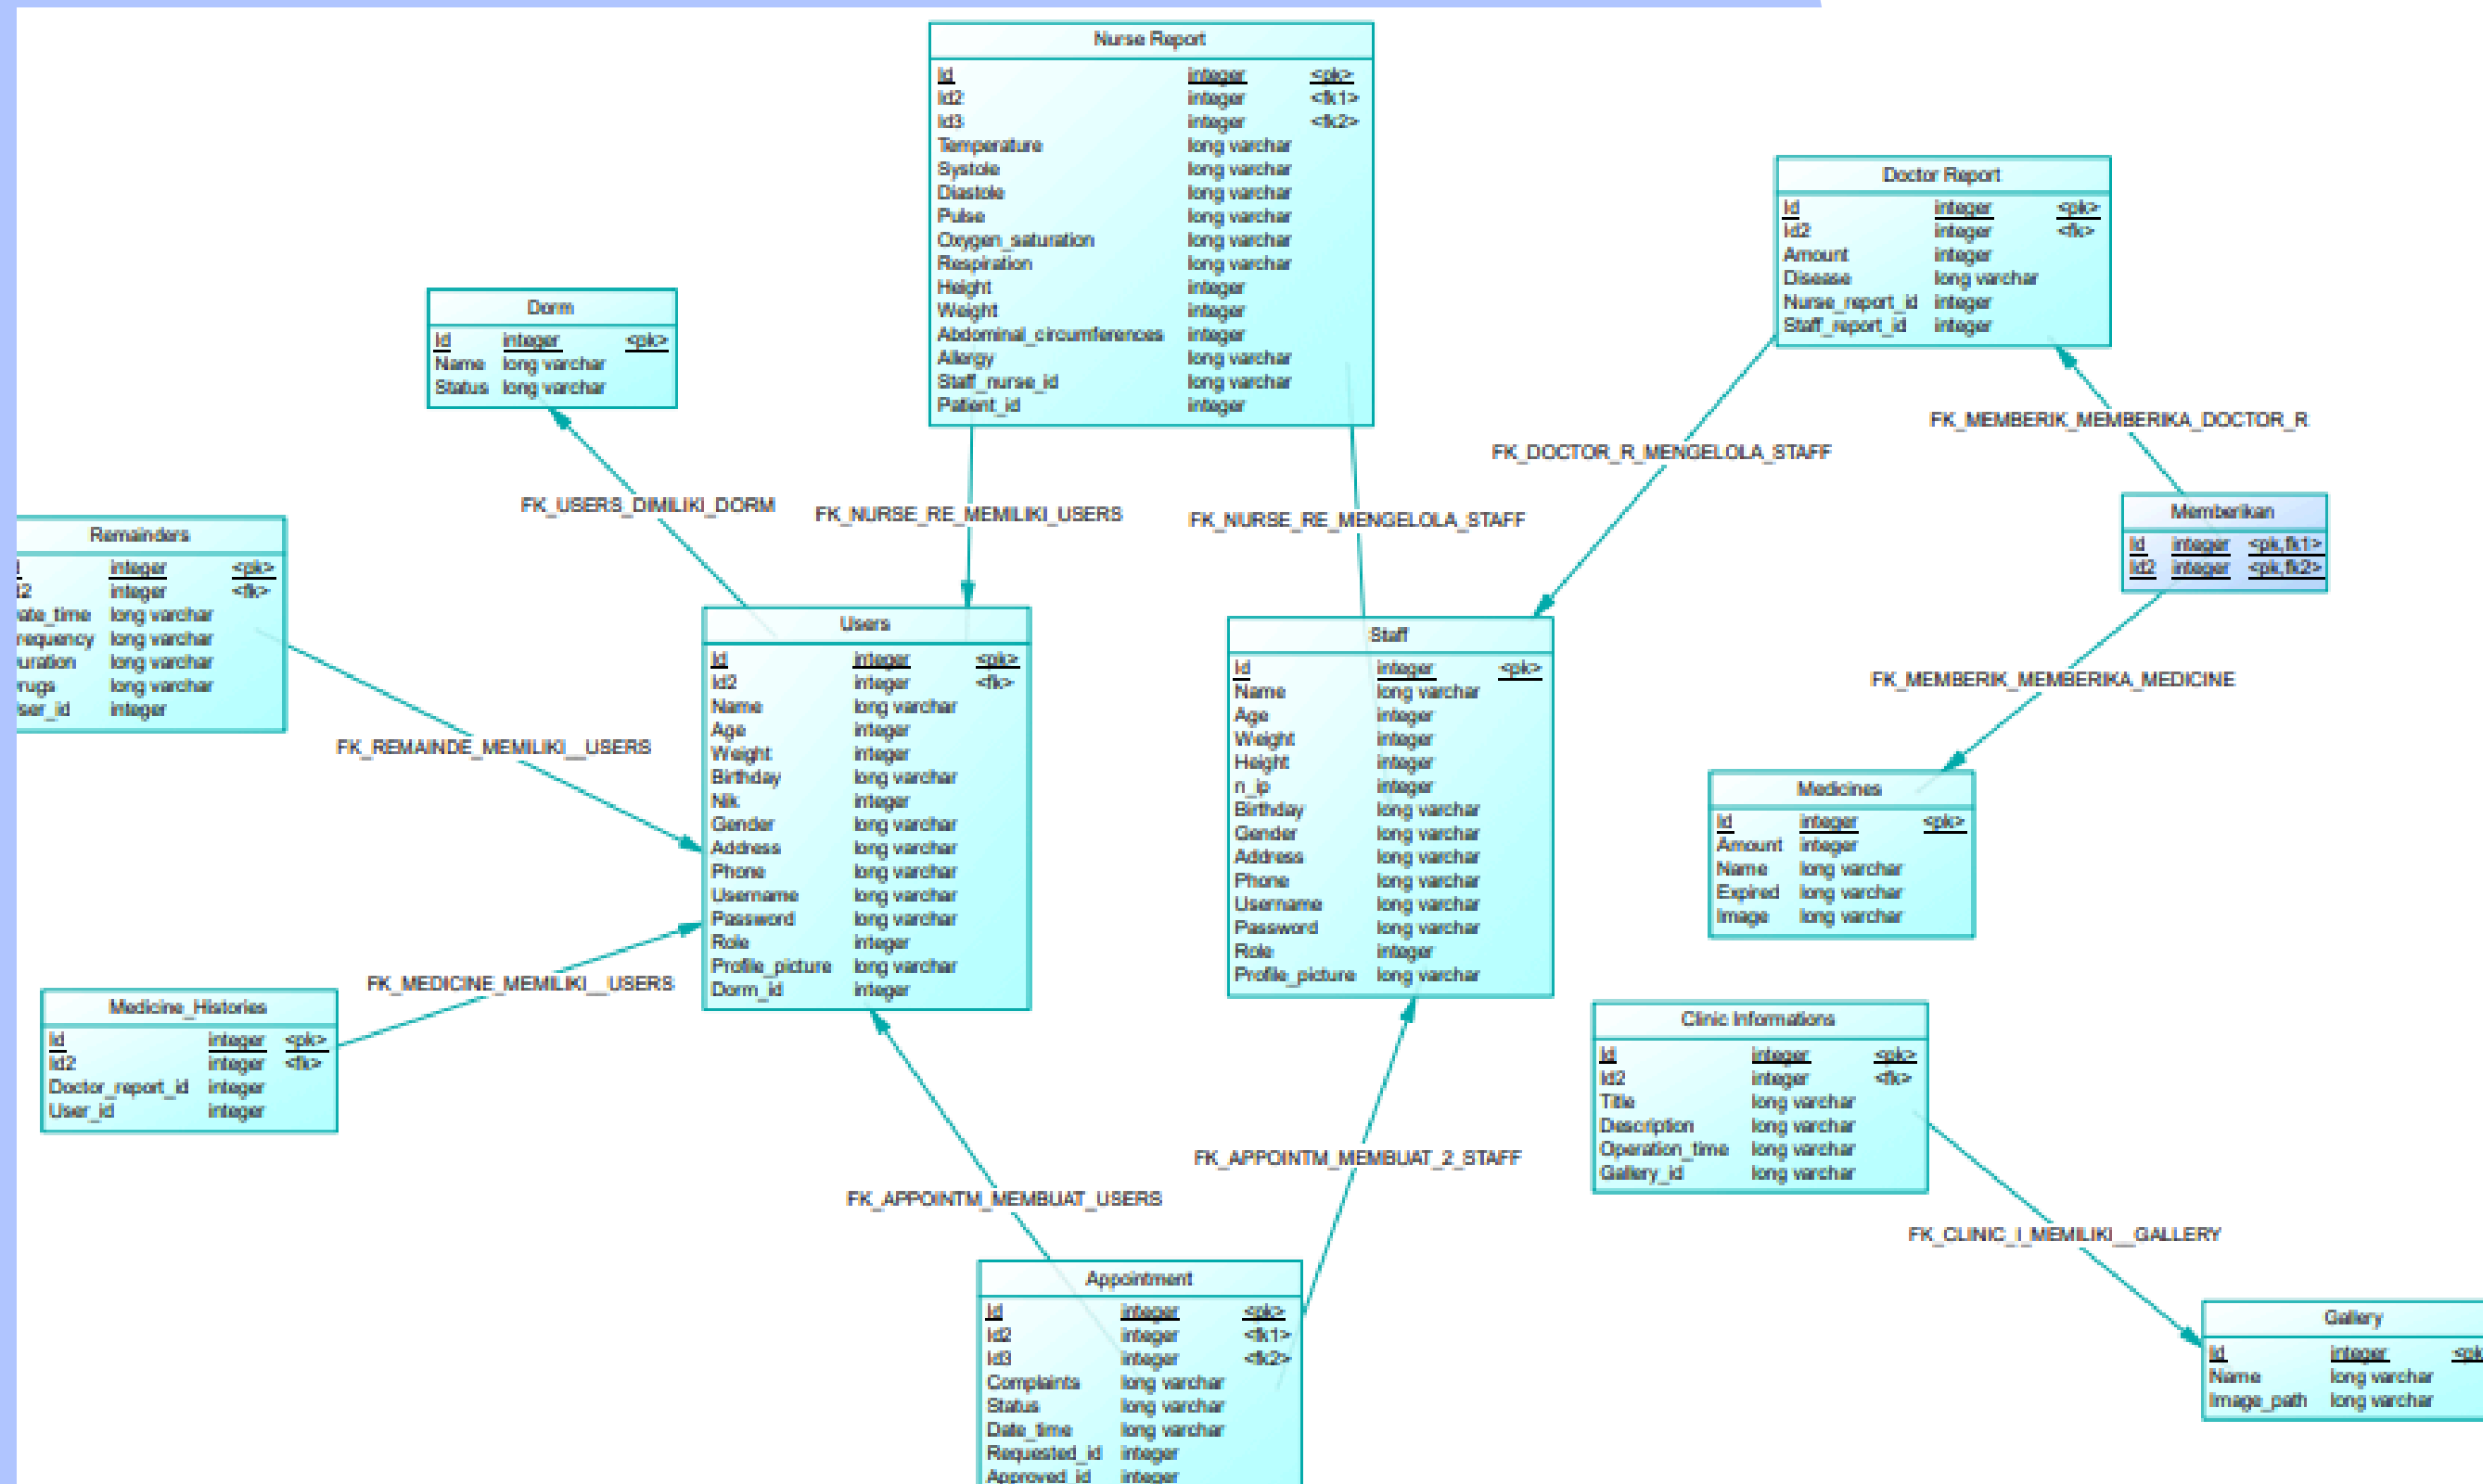 Nurse Report
Id integer <pk>
Id2 integer <fk1>
Id3 integer <fk2>
Temperature long varchar
Systole long varchar
Diastole long varchar
Pulse long varchar
Oxygen_saturation long varchar
Respiration long varchar
Height integer
Weight integer
Abdominal_circumferences integer
Allergy long varchar
Staff_nurse_id long varchar
Patient_id integer
Doctor Report
Id integer <pk>
Id2 integer <fk>
Amount integer
Disease long varchar
Nurse_report_id integer
Staff_report_id integer
Dorm
Id integer <pk>
Name long varchar
Status long varchar
FK_MEMBERIK_MEMBERIKA_DOCTOR_R
FK_DOCTOR_R_MENGELOLA_STAFF
FK_USERS_DIMILIKI_DORM
FK_NURSE_RE_MEMILIKI_USERS
FK_NURSE_RE_MENGELOLA_STAFF
Memberikan
Id integer <pk,fk1>
Id2 integer <pk,fk2>
Remainders
integer <pk>
integer <fk>
ate_time long varchar
requency long varchar
uration long varchar
rugs long varchar
ser_id integer
Users
Id integer <pk>
Id2 integer <fk>
Name long varchar
Age integer
Weight integer
Birthday long varchar
Nik integer
Gender long varchar
Address long varchar
Phone long varchar
Username long varchar
Password long varchar
Role integer
Profile_picture long varchar
Dorm_id integer
Staff
Id integer <pk>
Name long varchar
Age integer
Weight integer
Height integer
n_ip integer
Birthday long varchar
Gender long varchar
Address long varchar
Phone long varchar
Username long varchar
Password long varchar
Role integer
Profile_picture long varchar
FK_MEMBERIK_MEMBERIKA_MEDICINE
FK_REMAINDE_MEMILIKI__USERS
Medicines
Id integer <pk>
Amount integer
Name long varchar
Expired long varchar
Image long varchar
FK_MEDICINE_MEMILIKI__USERS
Medicine_Histories
Id integer <pk>
Id2 integer <fk>
Doctor_report_id integer
User_id integer
Clinic Informations
Id integer <pk>
Id2 integer <fk>
Title long varchar
Description long varchar
Operation_time long varchar
Gallery_id long varchar
FK_APPOINTM_MEMBUAT_2_STAFF
FK_APPOINTM_MEMBUAT_USERS
FK_CLINIC_I_MEMILIKI__GALLERY
Appointment
Id integer <pk>
Id2 integer <fk1>
Id3 integer <fk2>
Complaints long varchar
Status long varchar
Date_time long varchar
Requested_id integer
Approved_id integer
Gallery
Id integer <pk
Name long varchar
Image_path long varchar